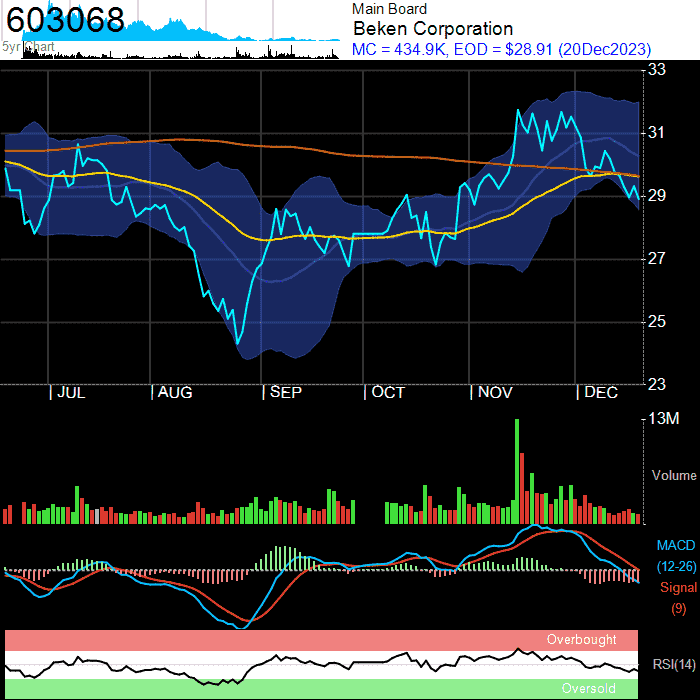 603068
5yr Chart
Main Board
Beken Corporation
MC = 434.9K, EOD = $28.91 (20Dec2023)
33
31
29
27
25
23
| JUL | AUG | SEP | OCT | NOV | DEC
13M
Volume
MACD
(12-26)
Signal
(9)
Overbought
RSI(14)
Oversold